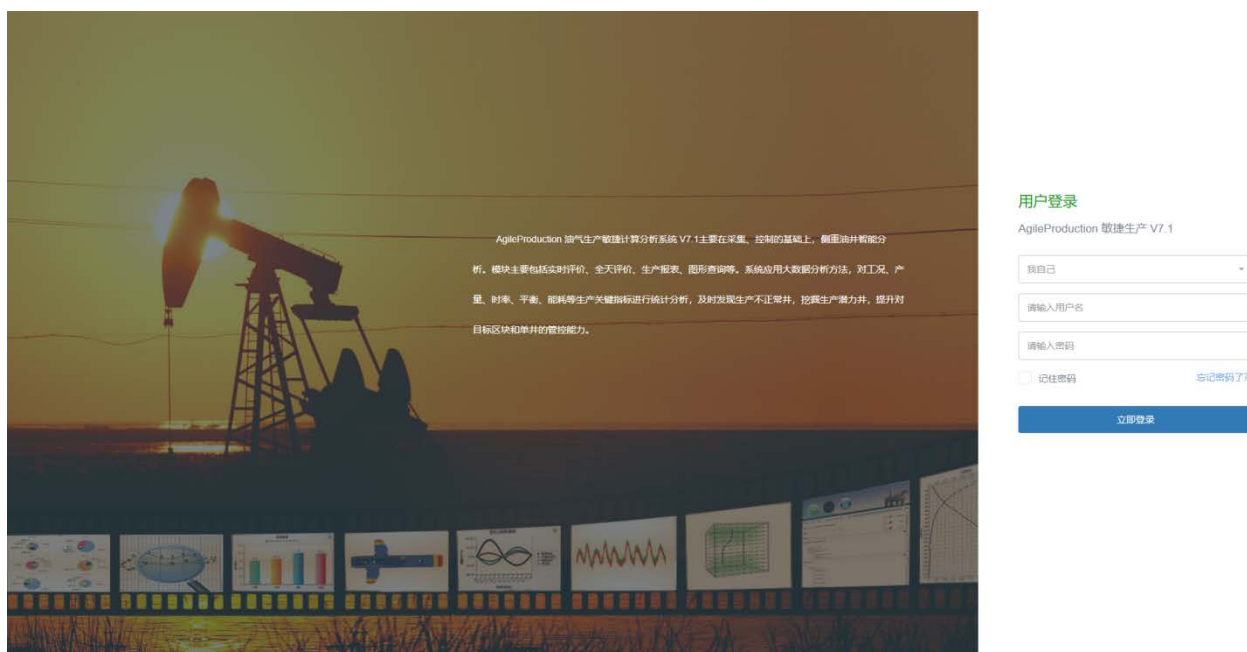 AgileProduction 油气生产敏捷计算分析系统 V7.1主要在采集、控制的基础上，侧重油井智能分
析。模块主要包括实时评价、全天评价、生产报表、图形查询等。系统应用大数据分析方法，对工况、产
量、时率、平衡、能耗等生产关键指标进行统计分析，及时发现生产不正常井，挖掘生产潜力井，提升对
目标区块和单井的管控能力。
用户登录
AgileProduction 敏捷生产 V7.1
我自己
请输入用户名
请输入密码
记住密码
忘记密码了?
立即登录